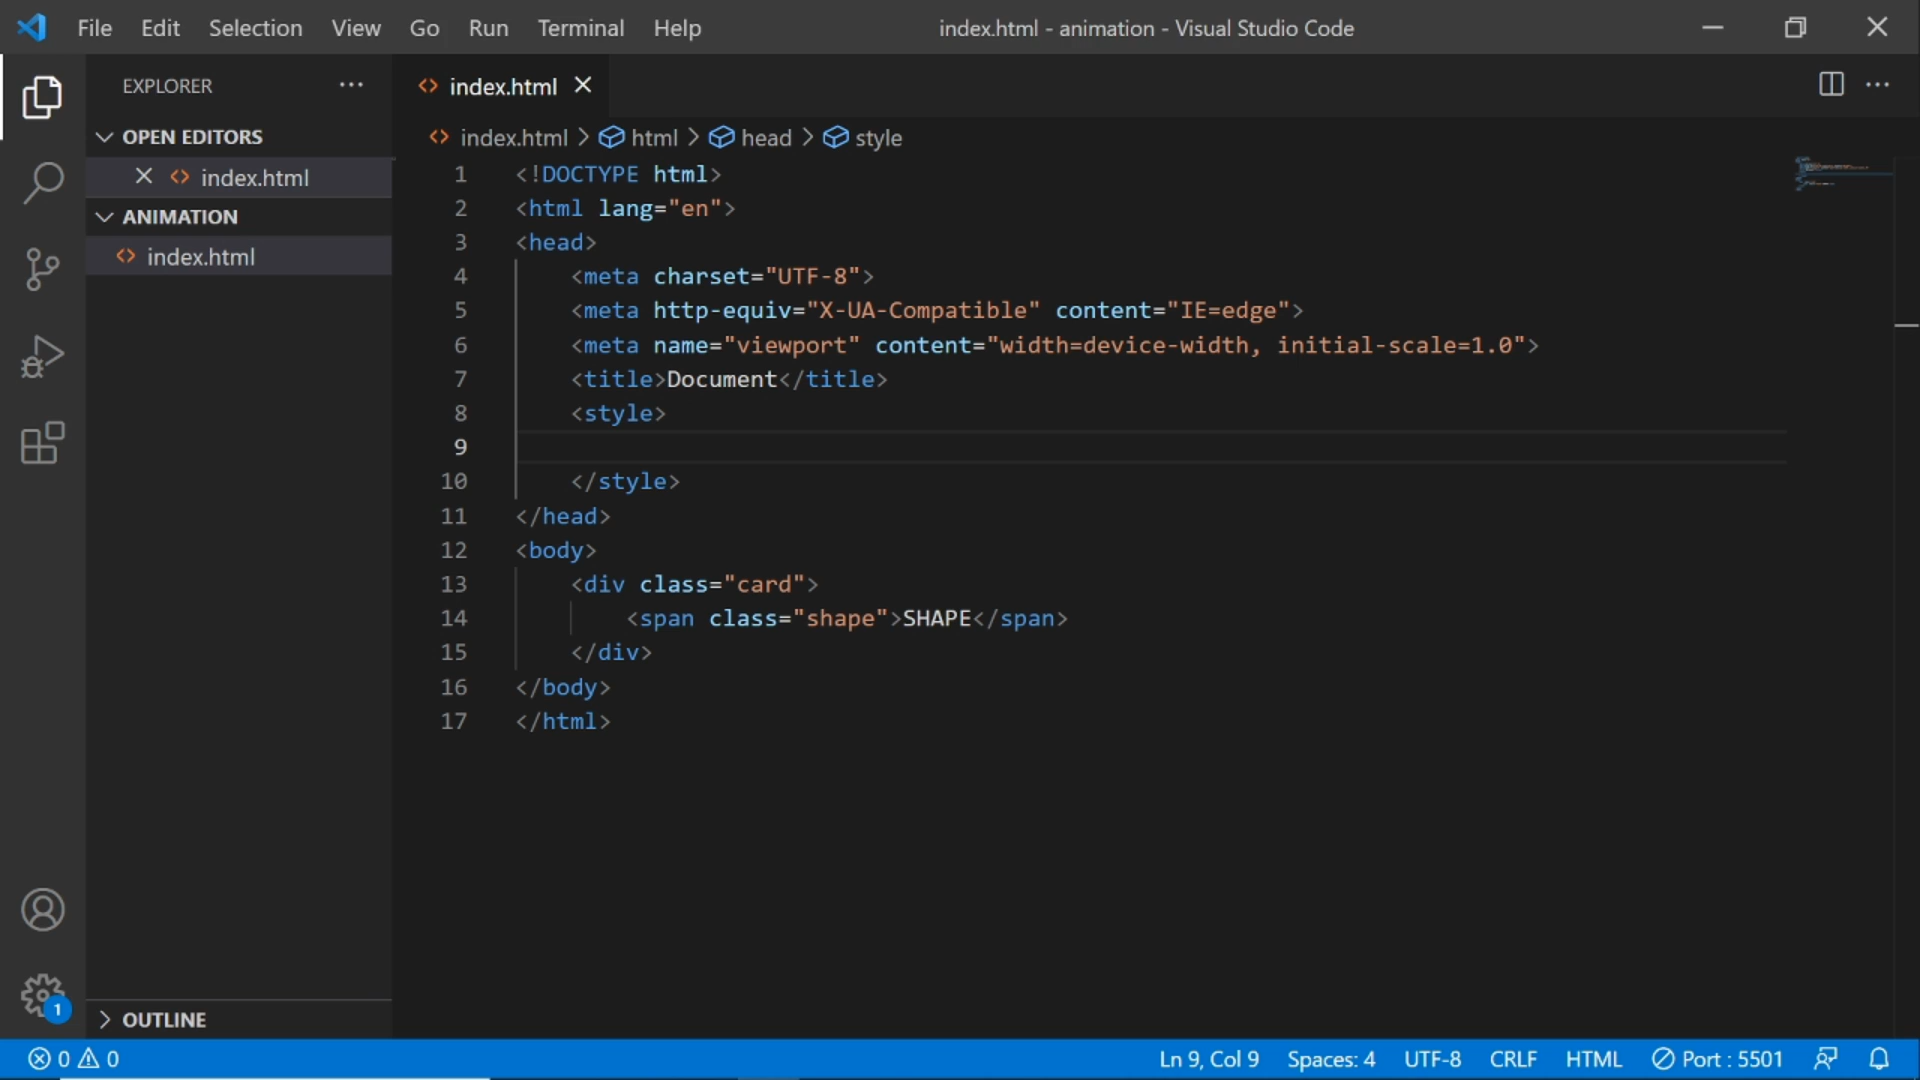 File Edit Selection View Go Run Terminal Help index.html - animation - Visual Studio Code
EXPLORER
OPEN EDITORS
index.html
ANIMATION
index.html
OUTLINE
index.html
index.html > html > head > style
1 <!DOCTYPE html>
2 <html lang="en">
3 <head>
4 <meta charset="UTF-8">
5 <meta http-equiv="X-UA-Compatible" content="IE=edge">
6 <meta name="viewport" content="width=device-width, initial-scale=1.0">
7 <title>Document</title>
8 <style>
9
10 </style>
11 </head>
12 <body>
13 <div class="card">
14 <span class="shape">SHAPE</span>
15 </div>
16 </body>
17 </html>
1
0 0 Ln 9, Col 9 Spaces: 4 UTF-8 CRLF HTML Port : 5501